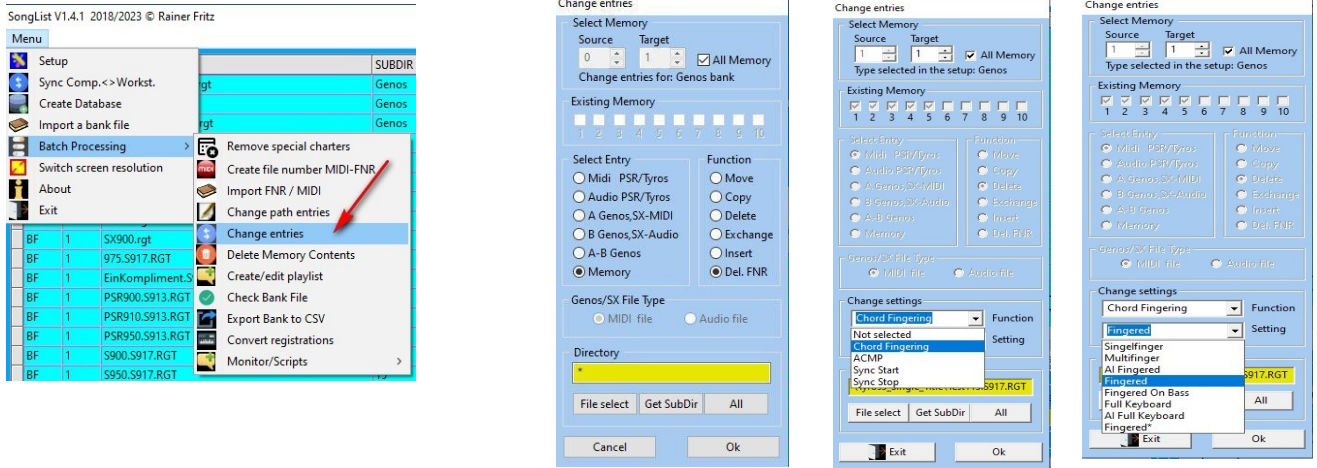 SongList V1.4.1 2018/2023 © Rainer Fritz
Menu
SUBDIR
Setup
rgt Genos
Sync Comp.<>Workst.
Genos
Create Database
Import a bank file
rgt Genos
Batch Processing >
Switch screen resolution
About
Exit
Remove special charters
Create file number MIDI-FNR
Import FNR / MIDI
Change path entries
Change entries
Delete Memory Contents
Create/edit playlist
Check Bank File
Export Bank to CSV
Convert registrations
Monitor/Scripts >
BF 1 SX900.rgt
BF 1 975.S917.RGT
BF 1 EinKompliment.S
BF 1 PSR900.S913.RGT
BF 1 PSR910.S913.RGT
BF 1 PSR950.S913.RGT
BF 1 S900.S917.RGT
BF 1 S950.S917.RGT
Change entries
Select Memory
Source Target
0 1 All Memory
Change entries for: Genos bank
Existing Memory
1 2 3 4 5 6 7 8 9 10
Select Entry Function
Midi PSR/Tyros Move
Audio PSR/Tyros Copy
A Genos,SX-MIDI Delete
B Genos,SX-Audio Exchange
A-B Genos Insert
Memory Del. FNR
Genos/SX File Type
MIDI file Audio file
Directory
*
File select Get SubDir All
Cancel Ok
Change entries
Select Memory
Source Target
1 1 All Memory
Type selected in the setup: Genos
Existing Memory
1 2 3 4 5 6 7 8 9 10
Select Entry Function
Midi PSR/Tyros Move
Audio PSR/Tyros Copy
A Genos,SX-MIDI Delete
B Genos,SX-Audio Exchange
A-B Genos Insert
Memory Del. FNR
Genos/SX File Type
MIDI file Audio file
Change settings
Chord Fingering Function
Not selected
Setting
Chord Fingering
ACMP
Sync Start
Sync Stop
File select Get SubDir All
Exit Ok
Change entries
Select Memory
Source Target
1 1 All Memory
Type selected in the setup: Genos
Existing Memory
1 2 3 4 5 6 7 8 9 10
Select Entry Function
Midi PSR/Tyros Move
Audio PSR/Tyros Copy
A Genos,SX-MIDI Delete
B Genos,SX-Audio Exchange
A-B Genos Insert
Memory Del. FNR
Genos/SX File Type
MIDI file Audio file
Change settings
Chord Fingering Function
Fingered Setting
Singelfinger
Multifinger
AI Fingered
Fingered
Fingered On Bass
Full Keyboard
AI Full Keyboard
Fingered*
S917.RGT
All
Exit Ok